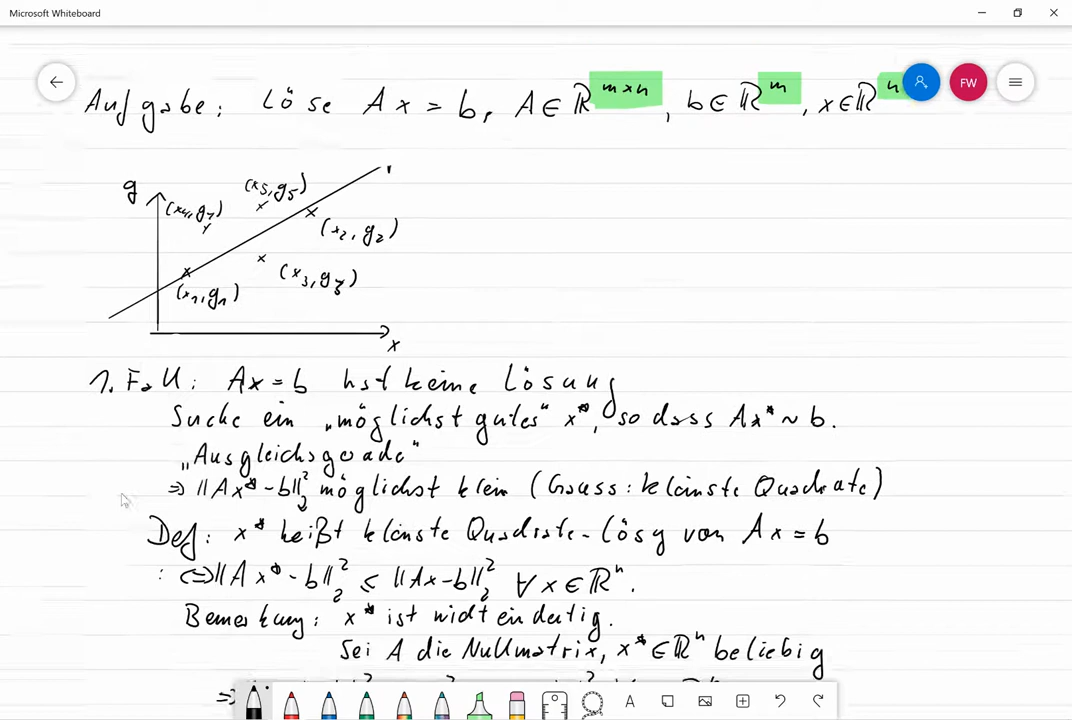 Microsoft Whiteboard
Aufgabe: Löse Ax = b, A ∈ ℝ^(m×n), b ∈ ℝ^m, x ∈ ℝ^n
FW
y
(x₄,y₄)
(x₅,y₅)
(x₂,y₂)
(x₃,y₃)
(x₁,y₁)
x
1. Fall: Ax = b hat keine Lösung
Suche ein „möglichst gutes" x*, so dass Ax* ~ b.
„Ausgleichsgerade"
⇒ ||Ax* - b||₂² möglichst klein (Gauss: kleinste Quadrate)
Def: x* heißt kleinste Quadrate-Lösg von Ax = b
:⇔ ||Ax* - b||₂² ≤ ||Ax - b||₂² ∀ x ∈ ℝ^n.
Bemerkung: x* ist nicht eindeutig.
Sei A die Nullmatrix, x* ∈ ℝ^n beliebig
⇒
A